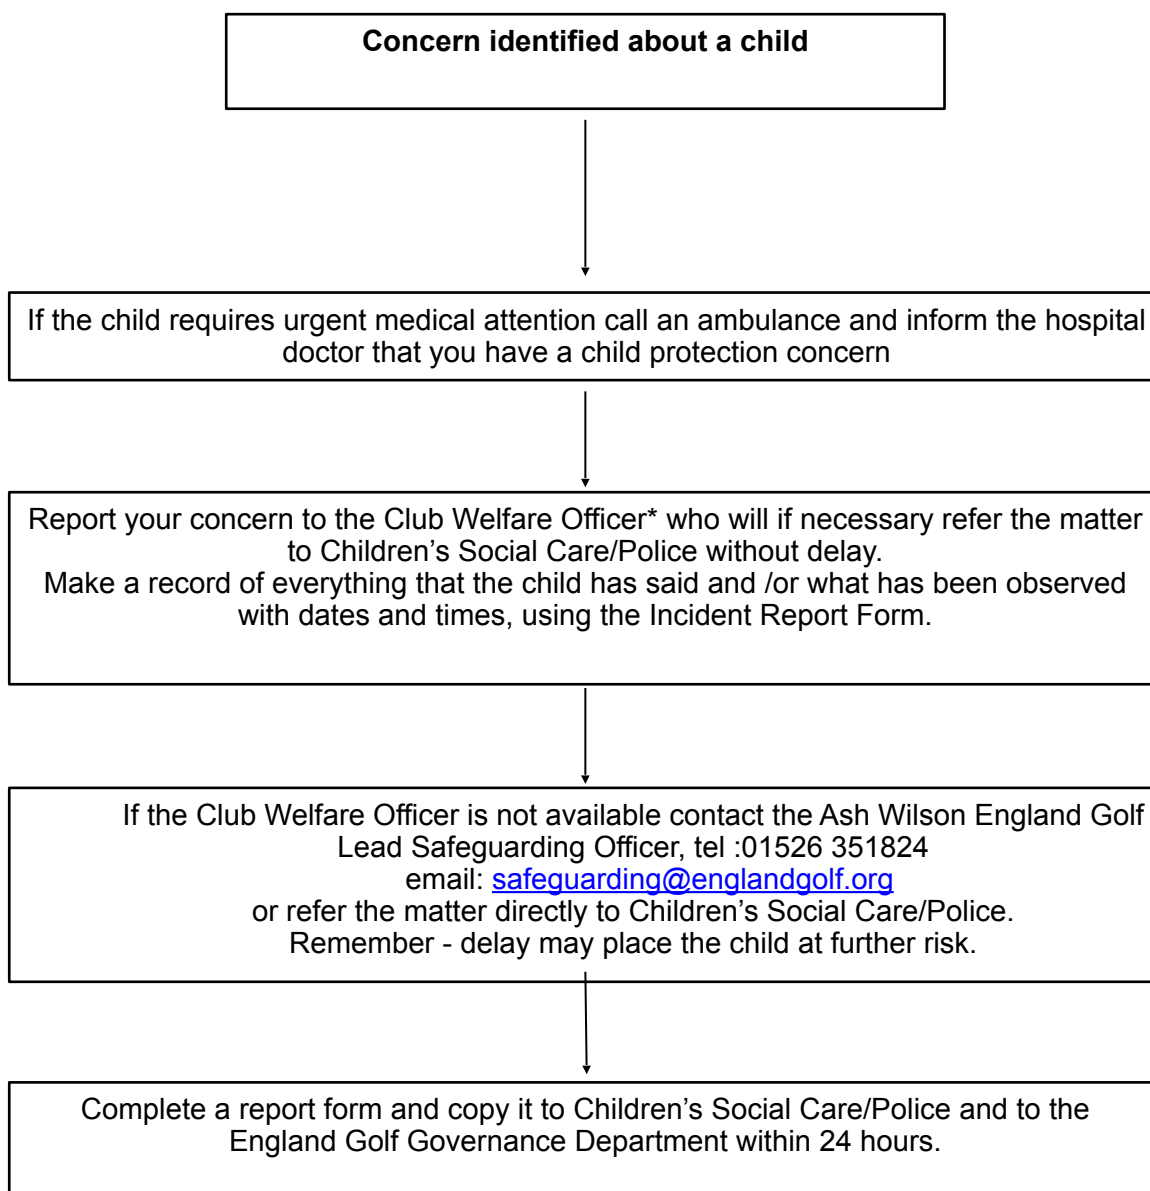 Concern identified about a child
If the child requires urgent medical attention call an ambulance and inform the hospital
doctor that you have a child protection concern
Report your concern to the Club Welfare Officer* who will if necessary refer the matter
to Children’s Social Care/Police without delay.
Make a record of everything that the child has said and /or what has been observed
with dates and times, using the Incident Report Form.
If the Club Welfare Officer is not available contact the Ash Wilson England Golf
Lead Safeguarding Officer, tel :01526 351824
email: safeguarding@englandgolf.org
or refer the matter directly to Children’s Social Care/Police.
Remember - delay may place the child at further risk.
Complete a report form and copy it to Children’s Social Care/Police and to the
England Golf Governance Department within 24 hours.